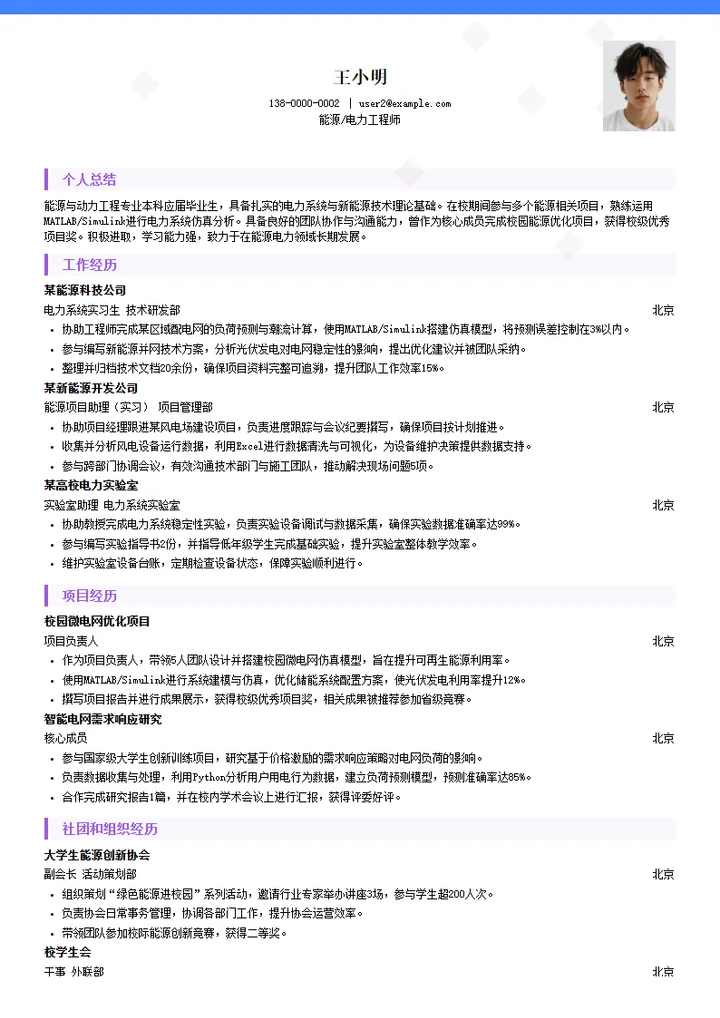 王小明
138-0000-0002 | user2@example.com
能源/电力工程师
个人总结
能源与动力工程专业本科应届毕业生，具备扎实的电力系统与新能源技术理论基础。在校期间参与多个能源相关项目，熟练运用
MATLAB/Simulink进行电力系统仿真分析。具备良好的团队协作与沟通能力，曾作为核心成员完成校园能源优化项目，获得校级优秀
项目奖。积极进取，学习能力强，致力于在能源电力领域长期发展。
工作经历
某能源科技公司
电力系统实习生 技术研发部 北京
• 协助工程师完成某区域配电网的负荷预测与潮流计算，使用MATLAB/Simulink搭建仿真模型，将预测误差控制在3%以内。
• 参与编写新能源并网技术方案，分析光伏发电对电网稳定性的影响，提出优化建议并被团队采纳。
• 整理并归档技术文档20余份，确保项目资料完整可追溯，提升团队工作效率15%。
某新能源开发公司
能源项目助理（实习） 项目管理部 北京
• 协助项目经理跟进某风电场建设项目，负责进度跟踪与会议纪要撰写，确保项目按计划推进。
• 收集并分析风电设备运行数据，利用Excel进行数据清洗与可视化，为设备维护决策提供数据支持。
• 参与跨部门协调会议，有效沟通技术部门与施工团队，推动解决现场问题5项。
某高校电力实验室
实验室助理 电力系统实验室 北京
• 协助教授完成电力系统稳定性实验，负责实验设备调试与数据采集，确保实验数据准确率达99%。
• 参与编写实验指导书2份，并指导低年级学生完成基础实验，提升实验室整体教学效率。
• 维护实验室设备台账，定期检查设备状态，保障实验顺利进行。
项目经历
校园微电网优化项目
项目负责人 北京
• 作为项目负责人，带领5人团队设计并搭建校园微电网仿真模型，旨在提升可再生能源利用率。
• 使用MATLAB/Simulink进行系统建模与仿真，优化储能系统配置方案，使光伏发电利用率提升12%。
• 撰写项目报告并进行成果展示，获得校级优秀项目奖，相关成果被推荐参加省级竞赛。
智能电网需求响应研究
核心成员 北京
• 参与国家级大学生创新训练项目，研究基于价格激励的需求响应策略对电网负荷的影响。
• 负责数据收集与处理，利用Python分析用户用电行为数据，建立负荷预测模型，预测准确率达85%。
• 合作完成研究报告1篇，并在校内学术会议上进行汇报，获得评委好评。
社团和组织经历
大学生能源创新协会
副会长 活动策划部 北京
• 组织策划“绿色能源进校园”系列活动，邀请行业专家举办讲座3场，参与学生超200人次。
• 负责协会日常事务管理，协调各部门工作，提升协会运营效率。
• 带领团队参加校际能源创新竞赛，获得二等奖。
校学生会
干事 外联部 北京